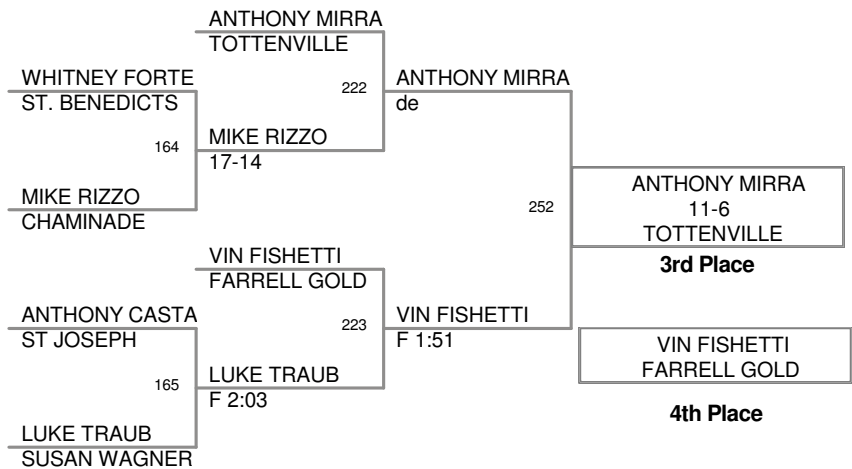 ANTHONY MIRRA
TOTTENVILLE
WHITNEY FORTE
ST. BENEDICTS
222
ANTHONY MIRRA
de
164
MIKE RIZZO
17-14
MIKE RIZZO
CHAMINADE
252
ANTHONY MIRRA
11-6
TOTTENVILLE
3rd Place
VIN FISHETTI
FARRELL GOLD
ANTHONY CASTA
ST JOSEPH
223
VIN FISHETTI
F 1:51
165
LUKE TRAUB
F 2:03
LUKE TRAUB
SUSAN WAGNER
VIN FISHETTI
FARRELL GOLD
4th Place